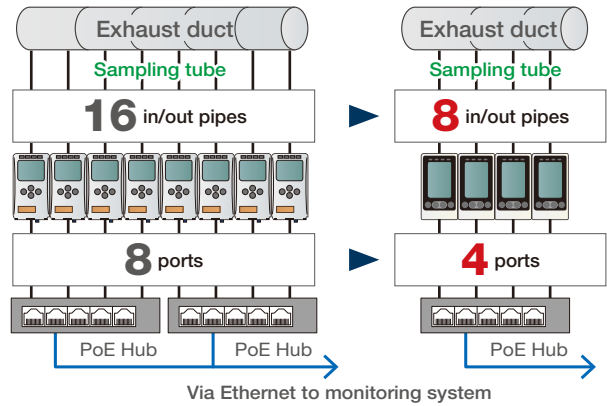 Exhaust duct
Exhaust duct
Sampling tube
Sampling tube
16 in/out pipes
8 in/out pipes
8 ports
4 ports
PoE Hub
PoE Hub
PoE Hub
Via Ethernet to monitoring system